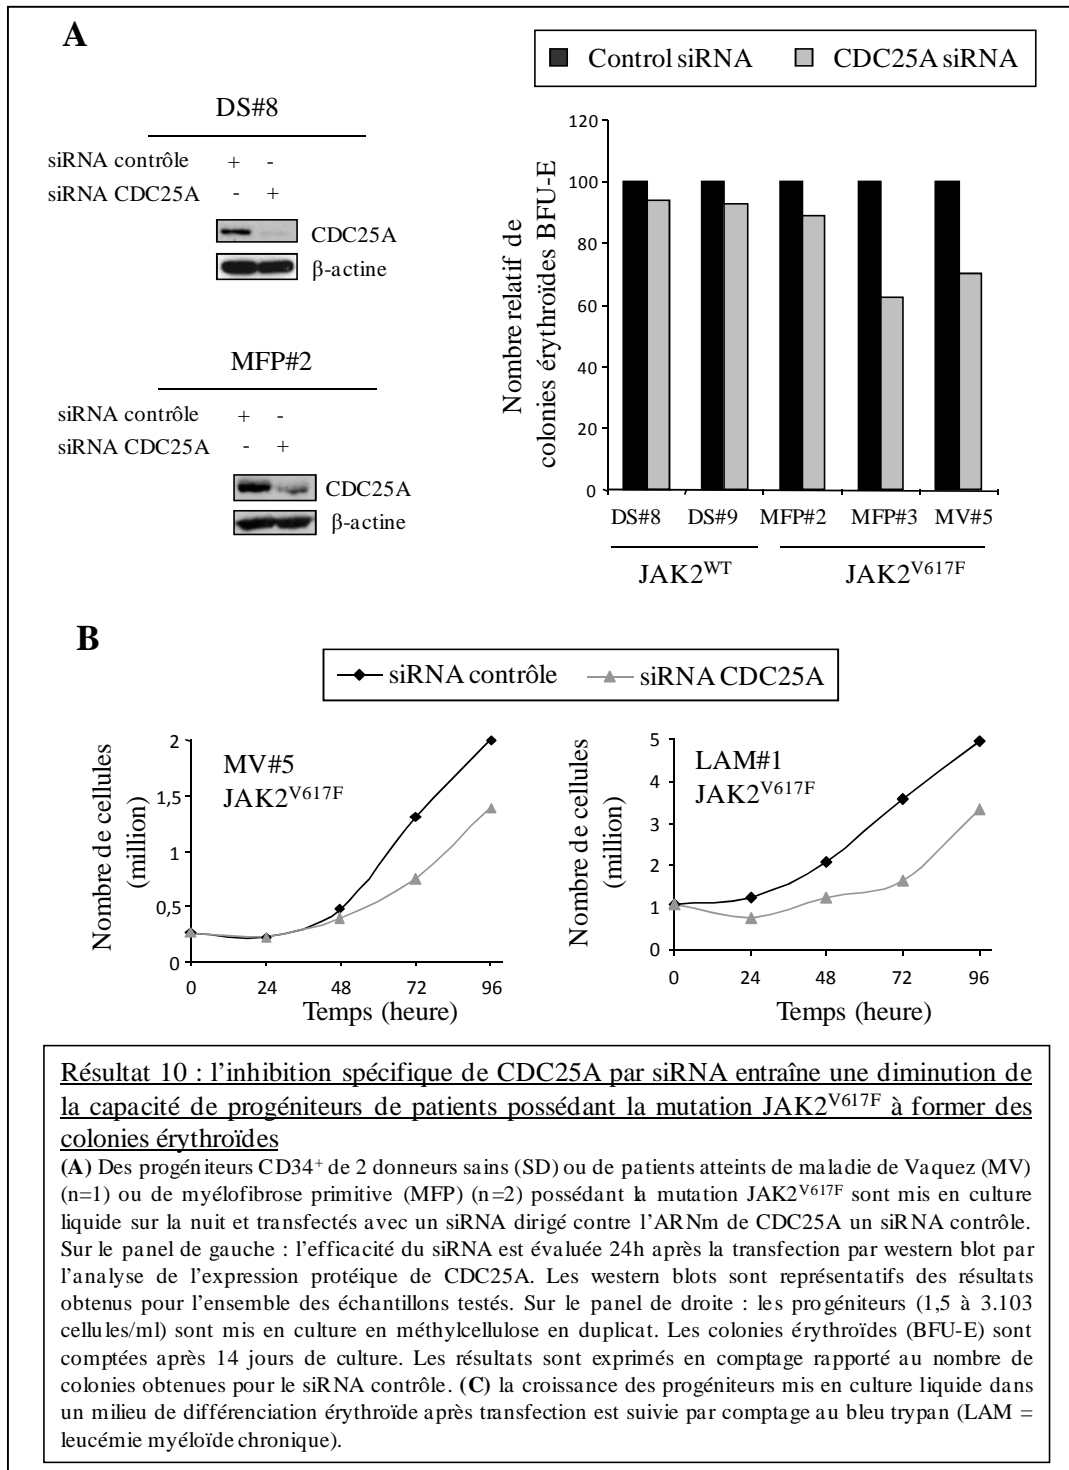 A
Control siRNA CDC25A siRNA
DS#8
siRNA contrôle + -
siRNA CDC25A - +
CDC25A
β-actine
MFP#2
siRNA contrôle + -
siRNA CDC25A - +
CDC25A
β-actine
Nombre relatif de
colonies érythroïdes BFU-E
120
100
80
60
40
20
0
DS#8 DS#9 MFP#2 MFP#3 MV#5
JAK2WT JAK2V617F
B
siRNA contrôle siRNA CDC25A
Nombre de cellules
(million)
2
1,5
1
0,5
0
MV#5
JAK2V617F
0 24 48 72 96
Temps (heure)
Nombre de cellules
(million)
5
4
3
2
1
0
LAM#1
JAK2V617F
0 24 48 72 96
Temps (heure)
Résultat 10 : l'inhibition spécifique de CDC25A par siRNA entraîne une diminution de
la capacité de progéniteurs de patients possédant la mutation JAK2V617F à former des
colonies érythroïdes
(A) Des progéniteurs CD34+ de 2 donneurs sains (SD) ou de patients atteints de maladie de Vaquez (MV)
(n=1) ou de myélofibrose primitive (MFP) (n=2) possédant la mutation JAK2V617F sont mis en culture
liquide sur la nuit et transfectés avec un siRNA dirigé contre l'ARNm de CDC25A un siRNA contrôle.
Sur le panel de gauche : l'efficacité du siRNA est évaluée 24h après la transfection par western blot par
l'analyse de l'expression protéique de CDC25A. Les western blots sont représentatifs des résultats
obtenus pour l'ensemble des échantillons testés. Sur le panel de droite : les progéniteurs (1,5 à 3.103
cellules/ml) sont mis en culture en méthylcellulose en duplicat. Les colonies érythroïdes (BFU-E) sont
comptées après 14 jours de culture. Les résultats sont exprimés en comptage rapporté au nombre de
colonies obtenues pour le siRNA contrôle. (C) la croissance des progéniteurs mis en culture liquide dans
un milieu de différenciation érythroïde après transfection est suivie par comptage au bleu trypan (LAM =
leucémie myéloïde chronique).